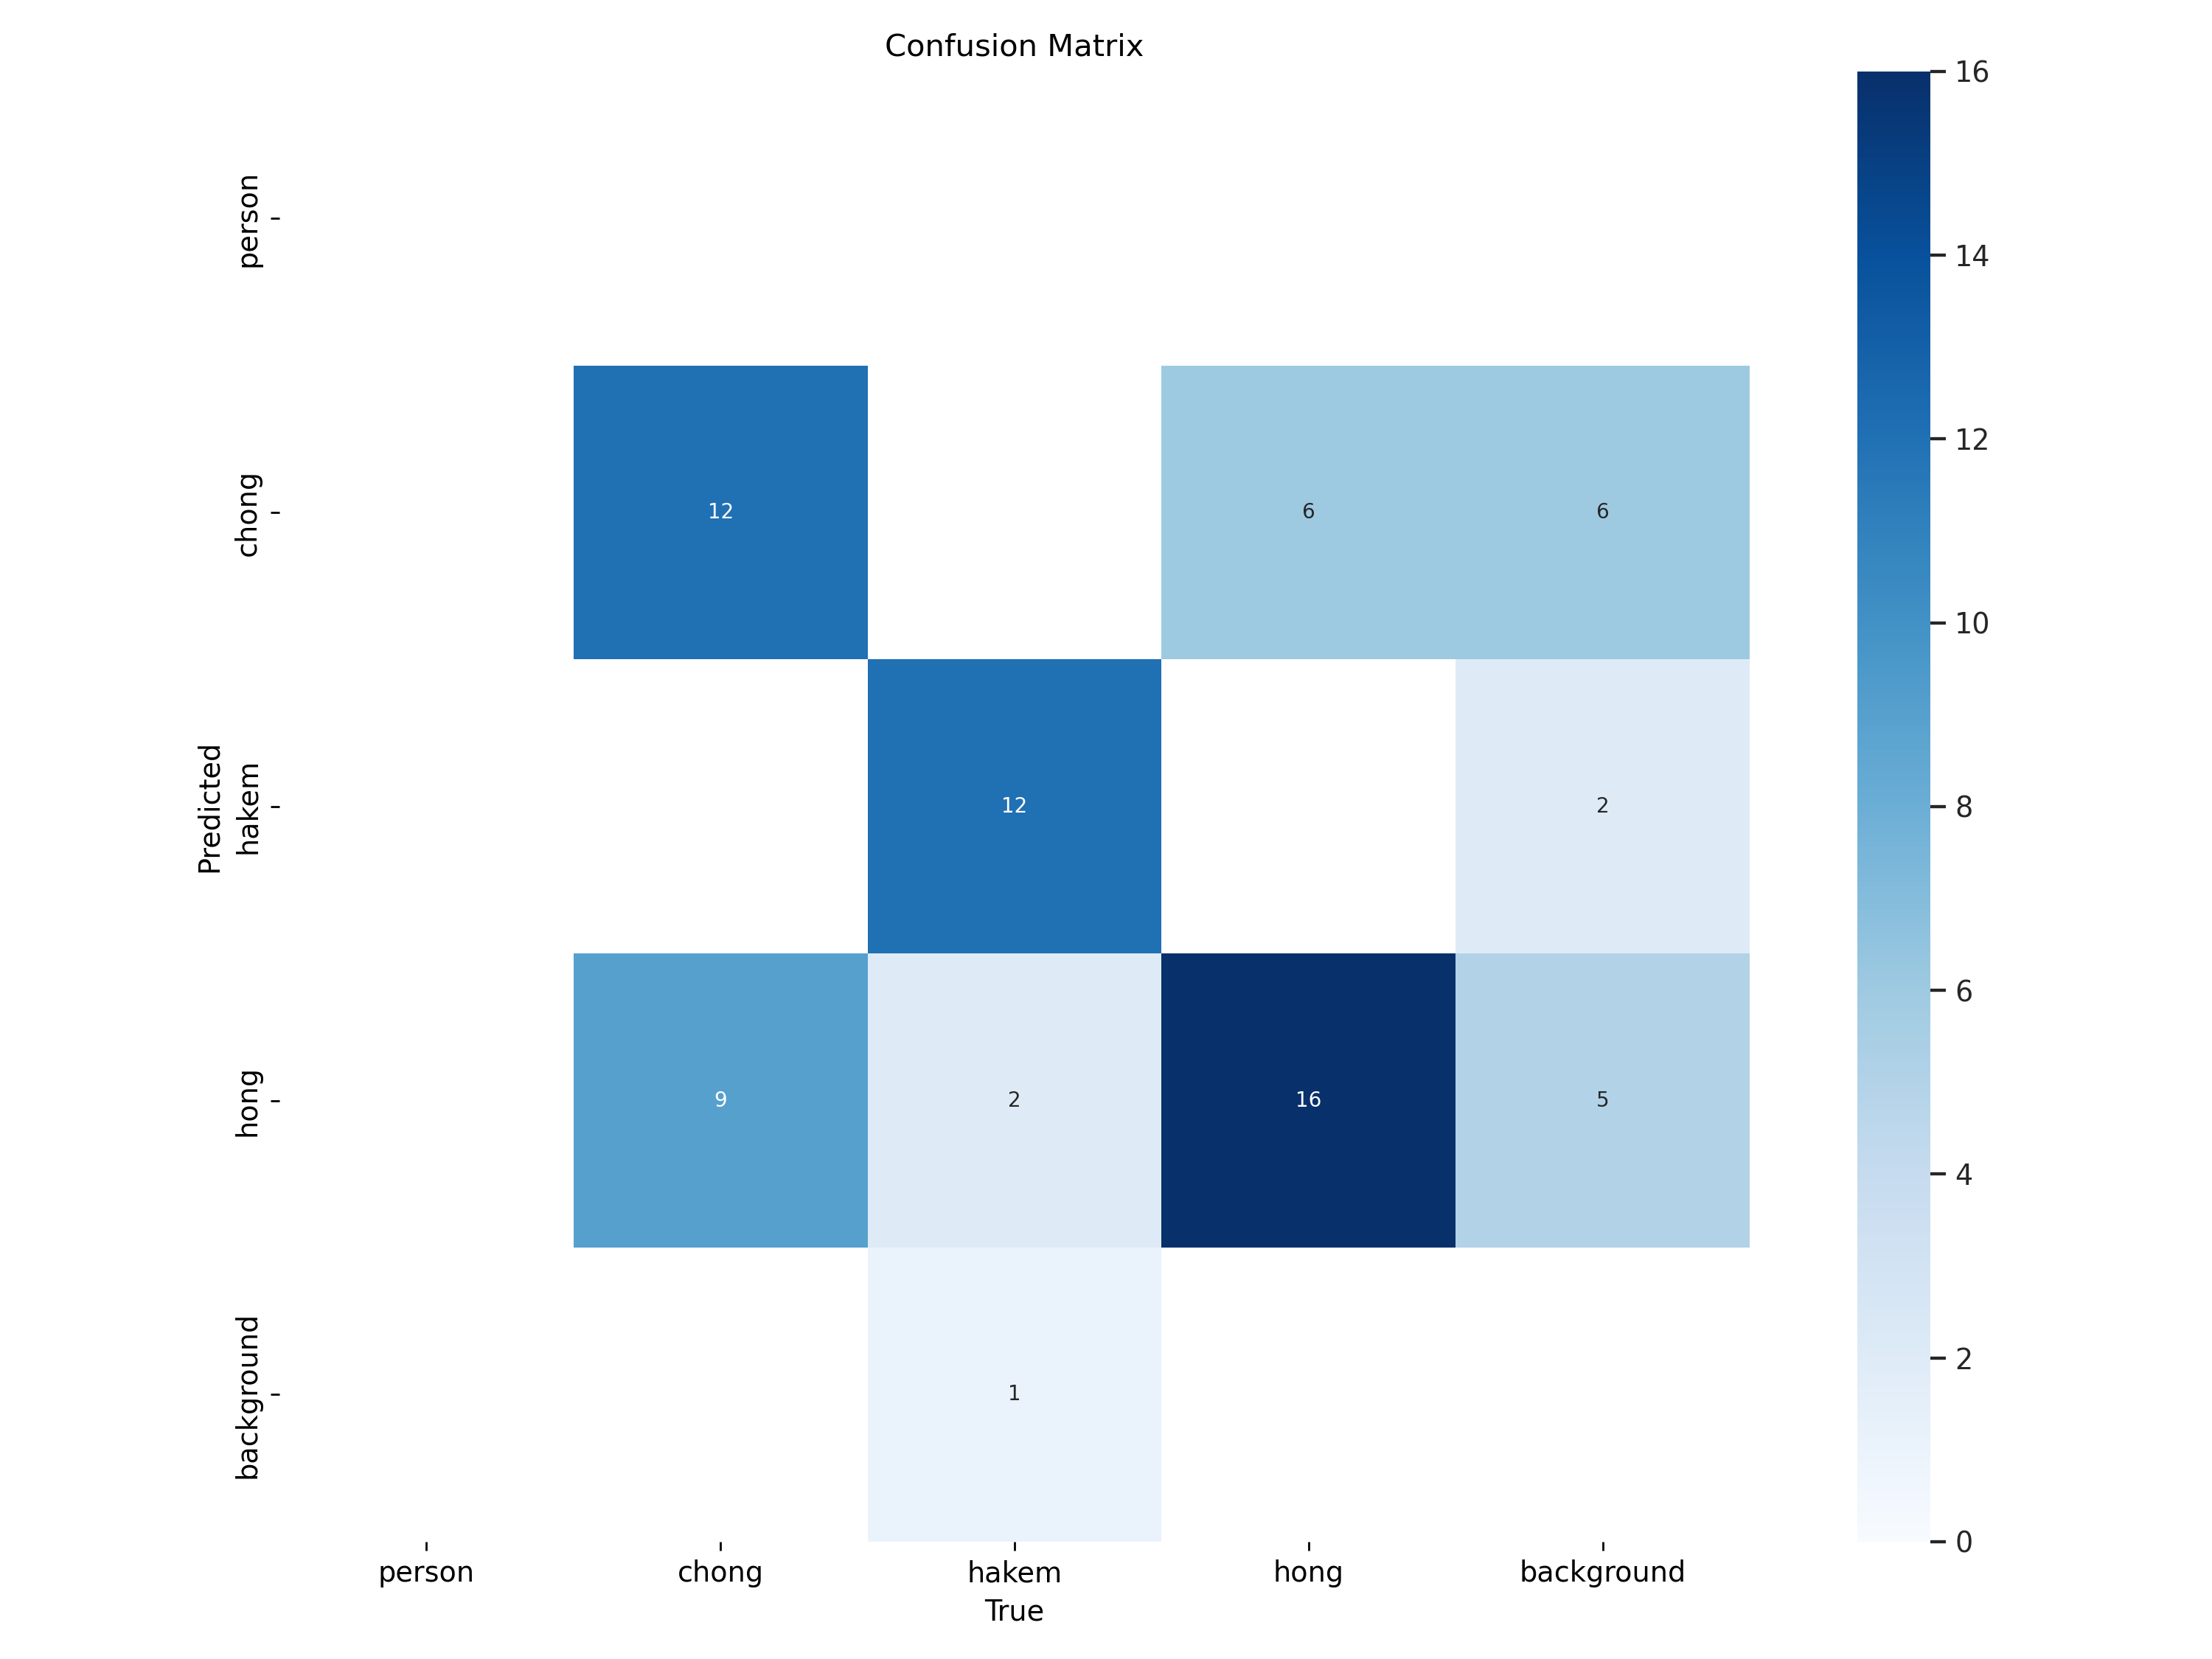 Confusion Matrix
16
person
14
chong
12 6 6
12
10
Predicted
hakem
12 2
8
6
hong
9 2 16 5
4
2
background
1
0
person chong hakem hong background
True